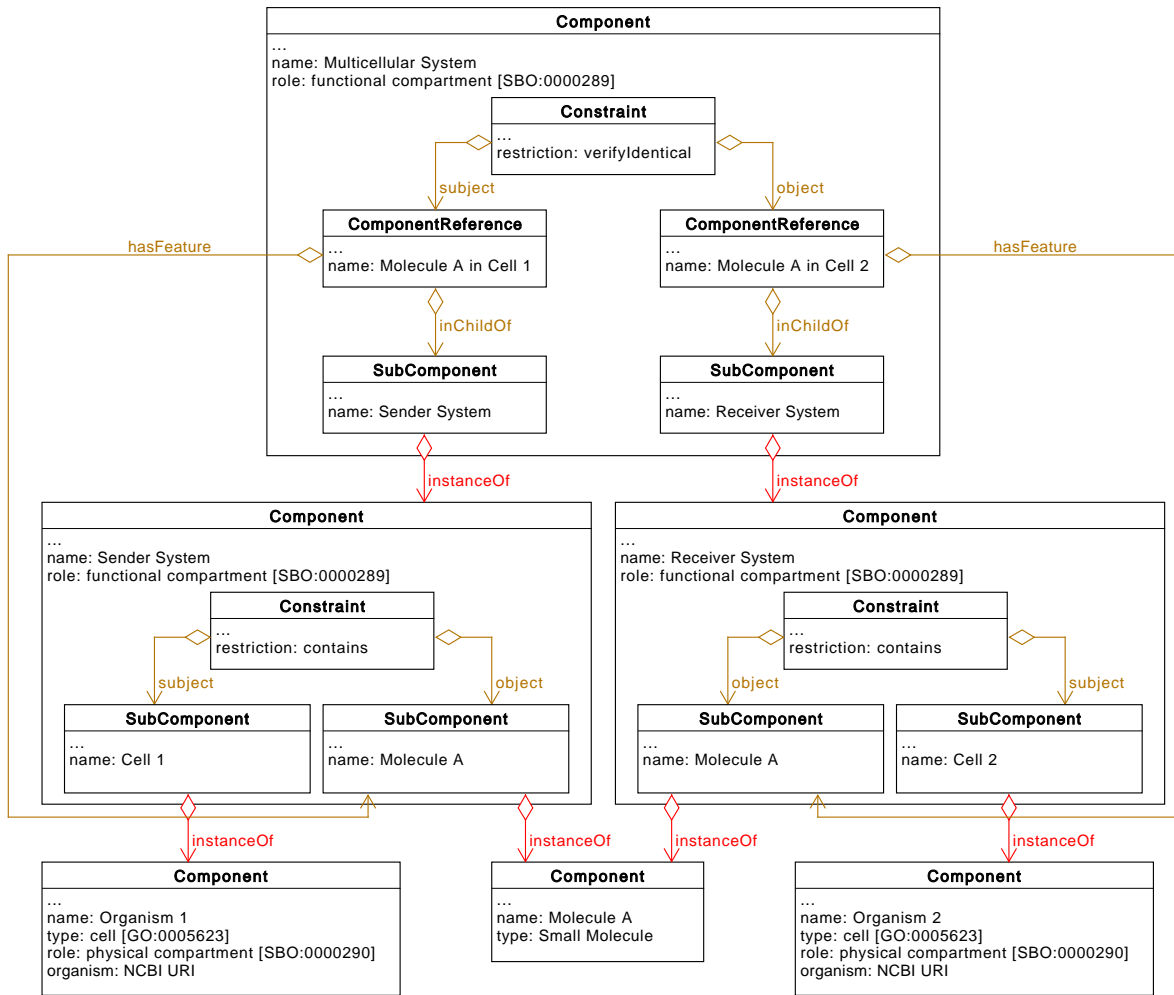 Component
...
name: Multicellular System
role: functional compartment [SBO:0000289]
Constraint
...
restriction: verifyIdentical
subject
object
ComponentReference
...
name: Molecule A in Cell 1
ComponentReference
...
name: Molecule A in Cell 2
hasFeature
hasFeature
inChildOf
inChildOf
SubComponent
...
name: Sender System
SubComponent
...
name: Receiver System
instanceOf
instanceOf
Component
...
name: Sender System
role: functional compartment [SBO:0000289]
Constraint
...
restriction: contains
subject
object
SubComponent
...
name: Cell 1
SubComponent
...
name: Molecule A
Component
...
name: Receiver System
role: functional compartment [SBO:0000289]
Constraint
...
restriction: contains
object
subject
SubComponent
...
name: Molecule A
SubComponent
...
name: Cell 2
instanceOf
instanceOf
instanceOf
instanceOf
Component
...
name: Organism 1
type: cell [GO:0005623]
role: physical compartment [SBO:0000290]
organism: NCBI URI
Component
...
name: Molecule A
type: Small Molecule
Component
...
name: Organism 2
type: cell [GO:0005623]
role: physical compartment [SBO:0000290]
organism: NCBI URI